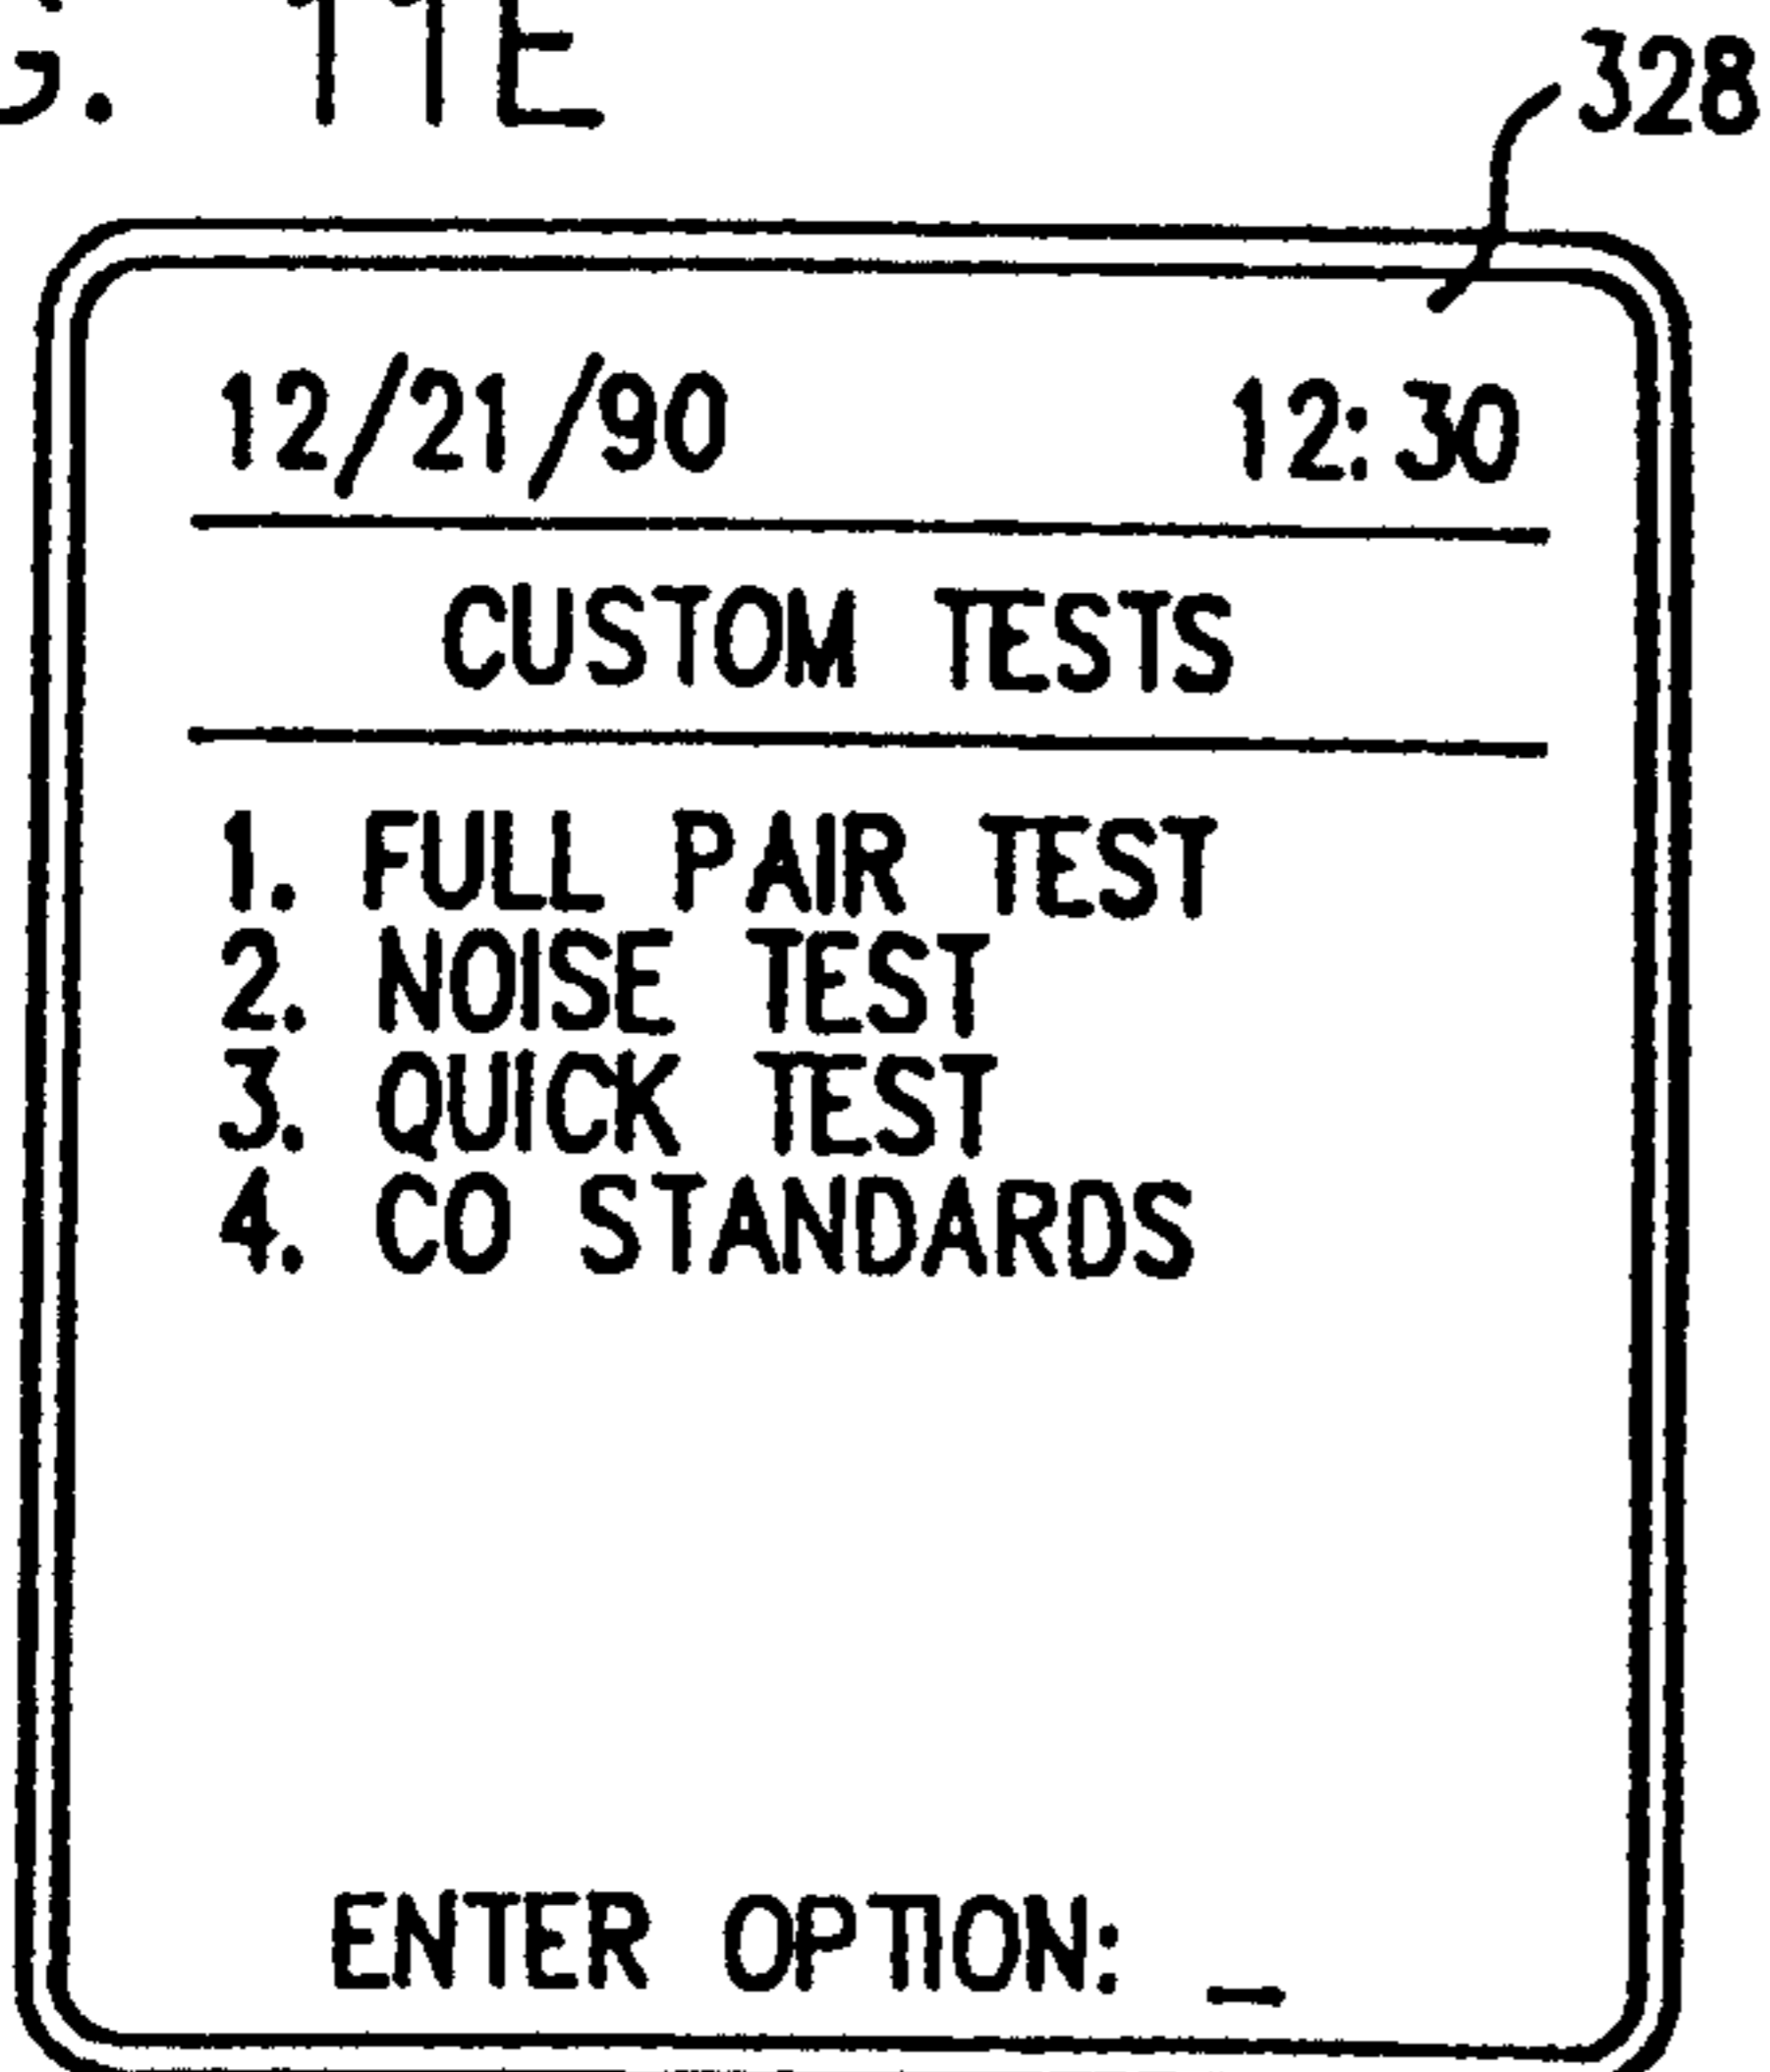 G. 11E
328
12/21/90 12:30
CUSTOM TESTS
1. FULL PAIR TEST
2. NOISE TEST
3. QUICK TEST
4. CO STANDARDS
ENTER OPTION: _